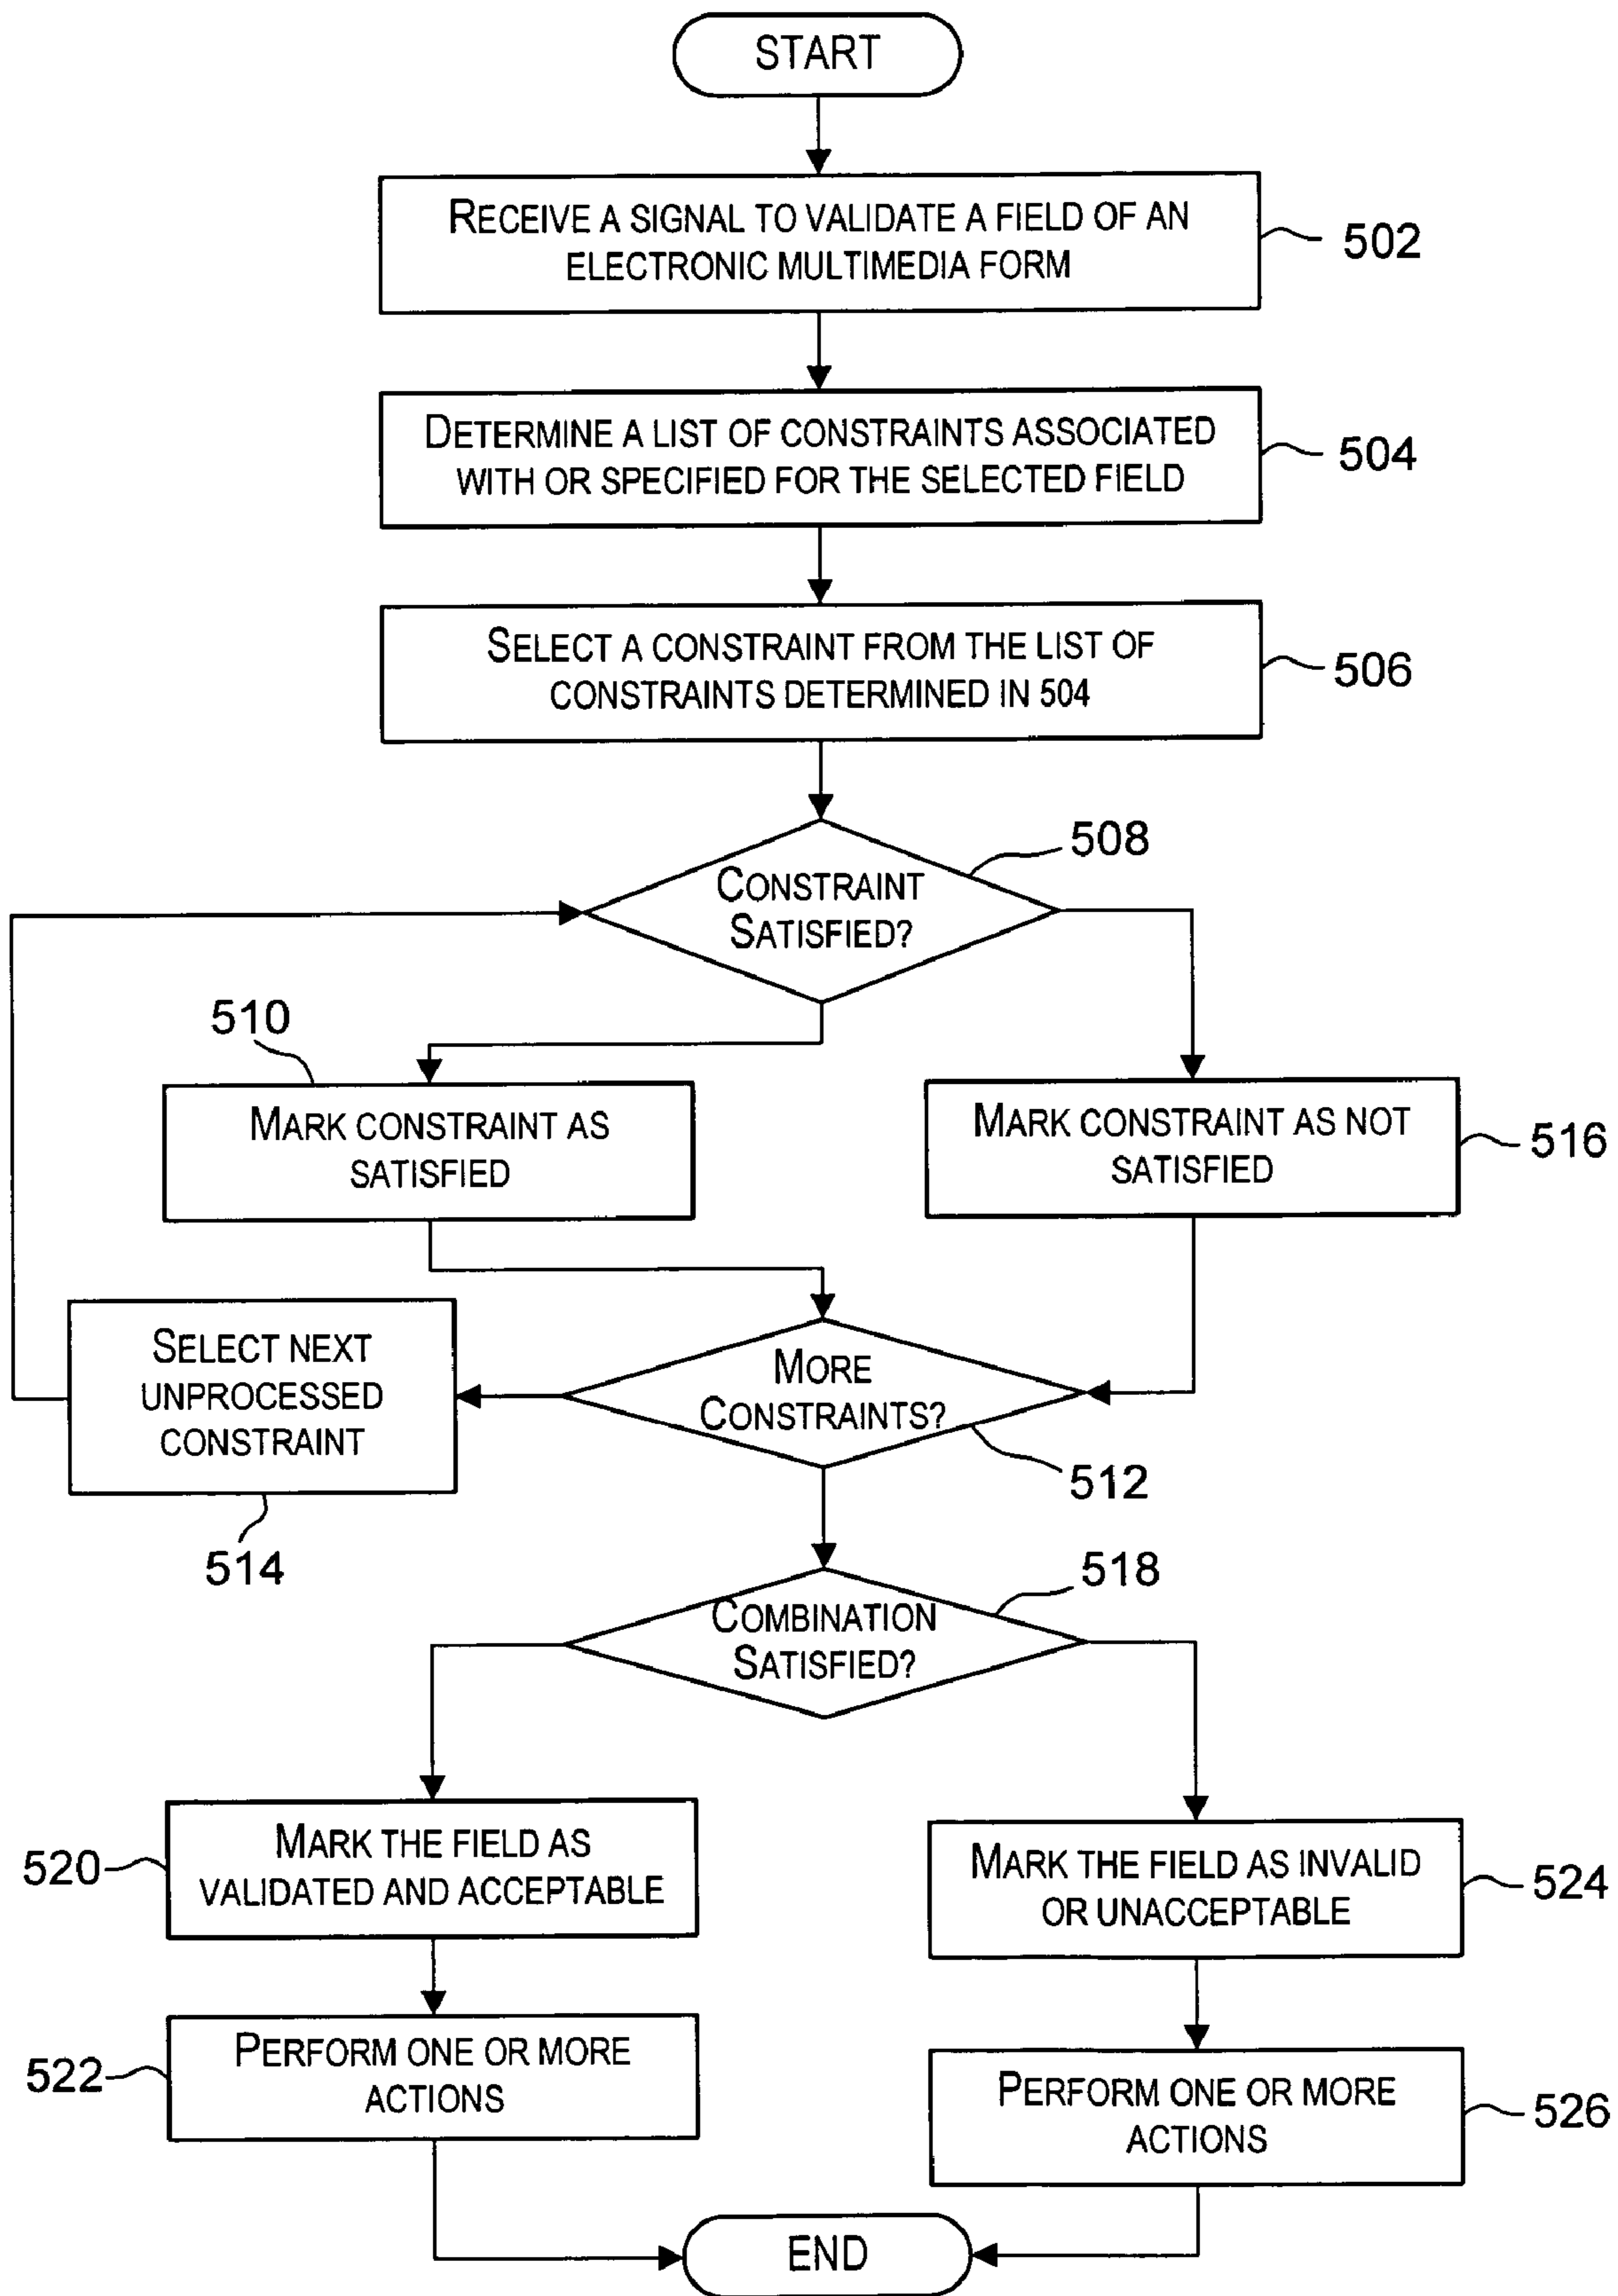 START
RECEIVE A SIGNAL TO VALIDATE A FIELD OF AN
ELECTRONIC MULTIMEDIA FORM
502
DETERMINE A LIST OF CONSTRAINTS ASSOCIATED
WITH OR SPECIFIED FOR THE SELECTED FIELD
504
SELECT A CONSTRAINT FROM THE LIST OF
CONSTRAINTS DETERMINED IN 504
506
508
CONSTRAINT
SATISFIED?
510
MARK CONSTRAINT AS
SATISFIED
MARK CONSTRAINT AS NOT
SATISFIED
516
SELECT NEXT
UNPROCESSED
CONSTRAINT
514
MORE
CONSTRAINTS?
512
518
COMBINATION
SATISFIED?
520
MARK THE FIELD AS
VALIDATED AND ACCEPTABLE
MARK THE FIELD AS INVALID
OR UNACCEPTABLE
524
522
PERFORM ONE OR MORE
ACTIONS
PERFORM ONE OR MORE
ACTIONS
526
END